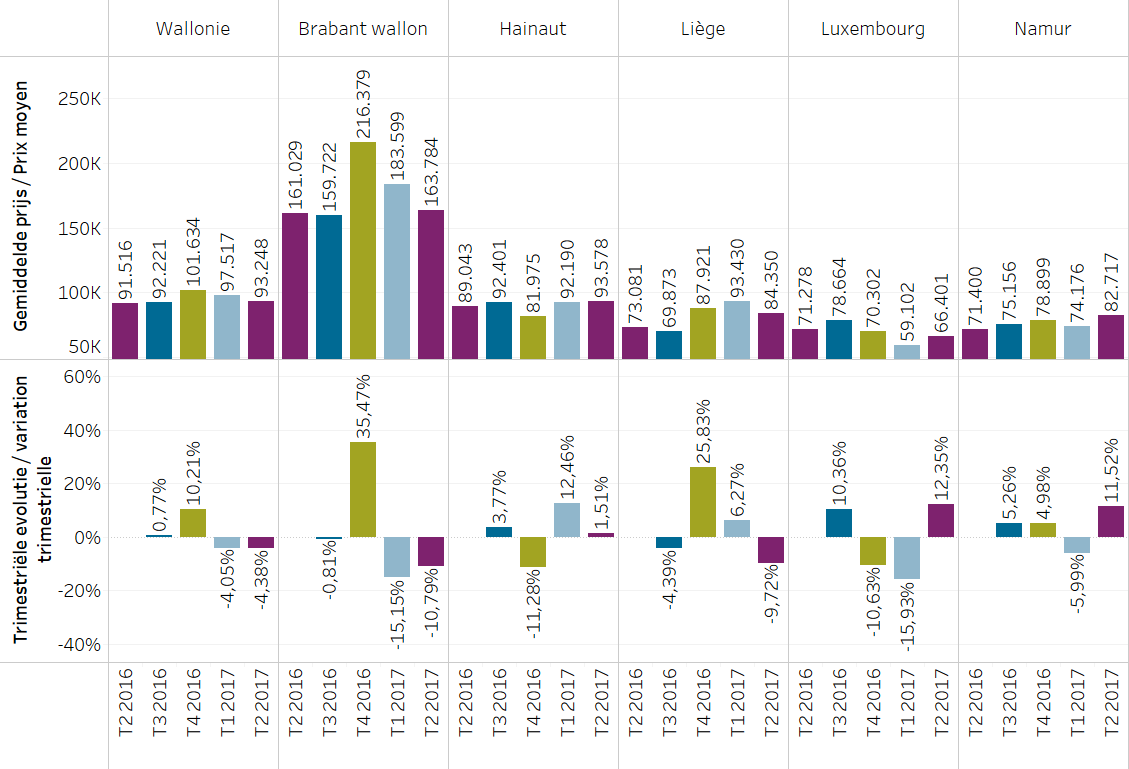 Wallonie
Brabant wallon
Hainaut
Liège
Luxembourg
Namur
Gemiddelde prijs / Prix moyen
250K
200K
150K
100K
50K
91.516
92.221
101.634
97.517
93.248
161.029
159.722
216.379
183.599
163.784
89.043
92.401
81.975
92.190
93.578
73.081
69.873
87.921
93.430
84.350
71.278
78.664
70.302
59.102
66.401
71.400
75.156
78.899
74.176
82.717
Trimestriële evolutie / variation
trimestrielle
60%
40%
20%
0%
-20%
-40%
0,77%
10,21%
-4,05%
-4,38%
-0,81%
35,47%
-15,15%
-10,79%
3,77%
-11,28%
12,46%
1,51%
-4,39%
25,83%
6,27%
-9,72%
10,36%
-10,63%
-15,93%
12,35%
5,26%
4,98%
-5,99%
11,52%
T2 2016
T3 2016
T4 2016
T1 2017
T2 2017
T2 2016
T3 2016
T4 2016
T1 2017
T2 2017
T2 2016
T3 2016
T4 2016
T1 2017
T2 2017
T2 2016
T3 2016
T4 2016
T1 2017
T2 2017
T2 2016
T3 2016
T4 2016
T1 2017
T2 2017
T2 2016
T3 2016
T4 2016
T1 2017
T2 2017